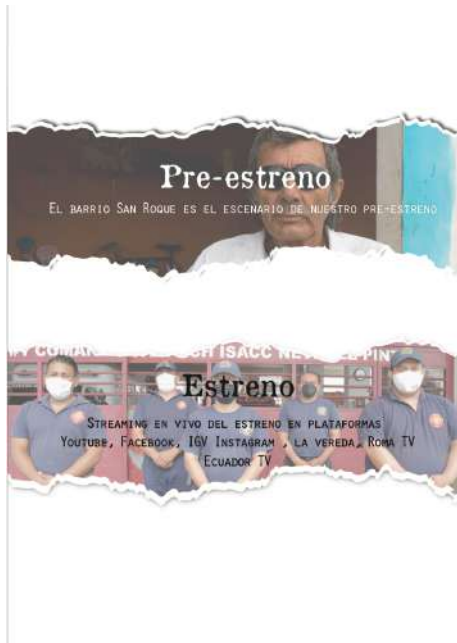 Pre-estreno
El barrio San Roque es el escenario de nuestro pre-estreno
ISACC
Estreno
Streaming en vivo del estreno en plataformas
Youtube, Facebook, IGV Instagram , la vereda, Roma TV
Ecuador TV